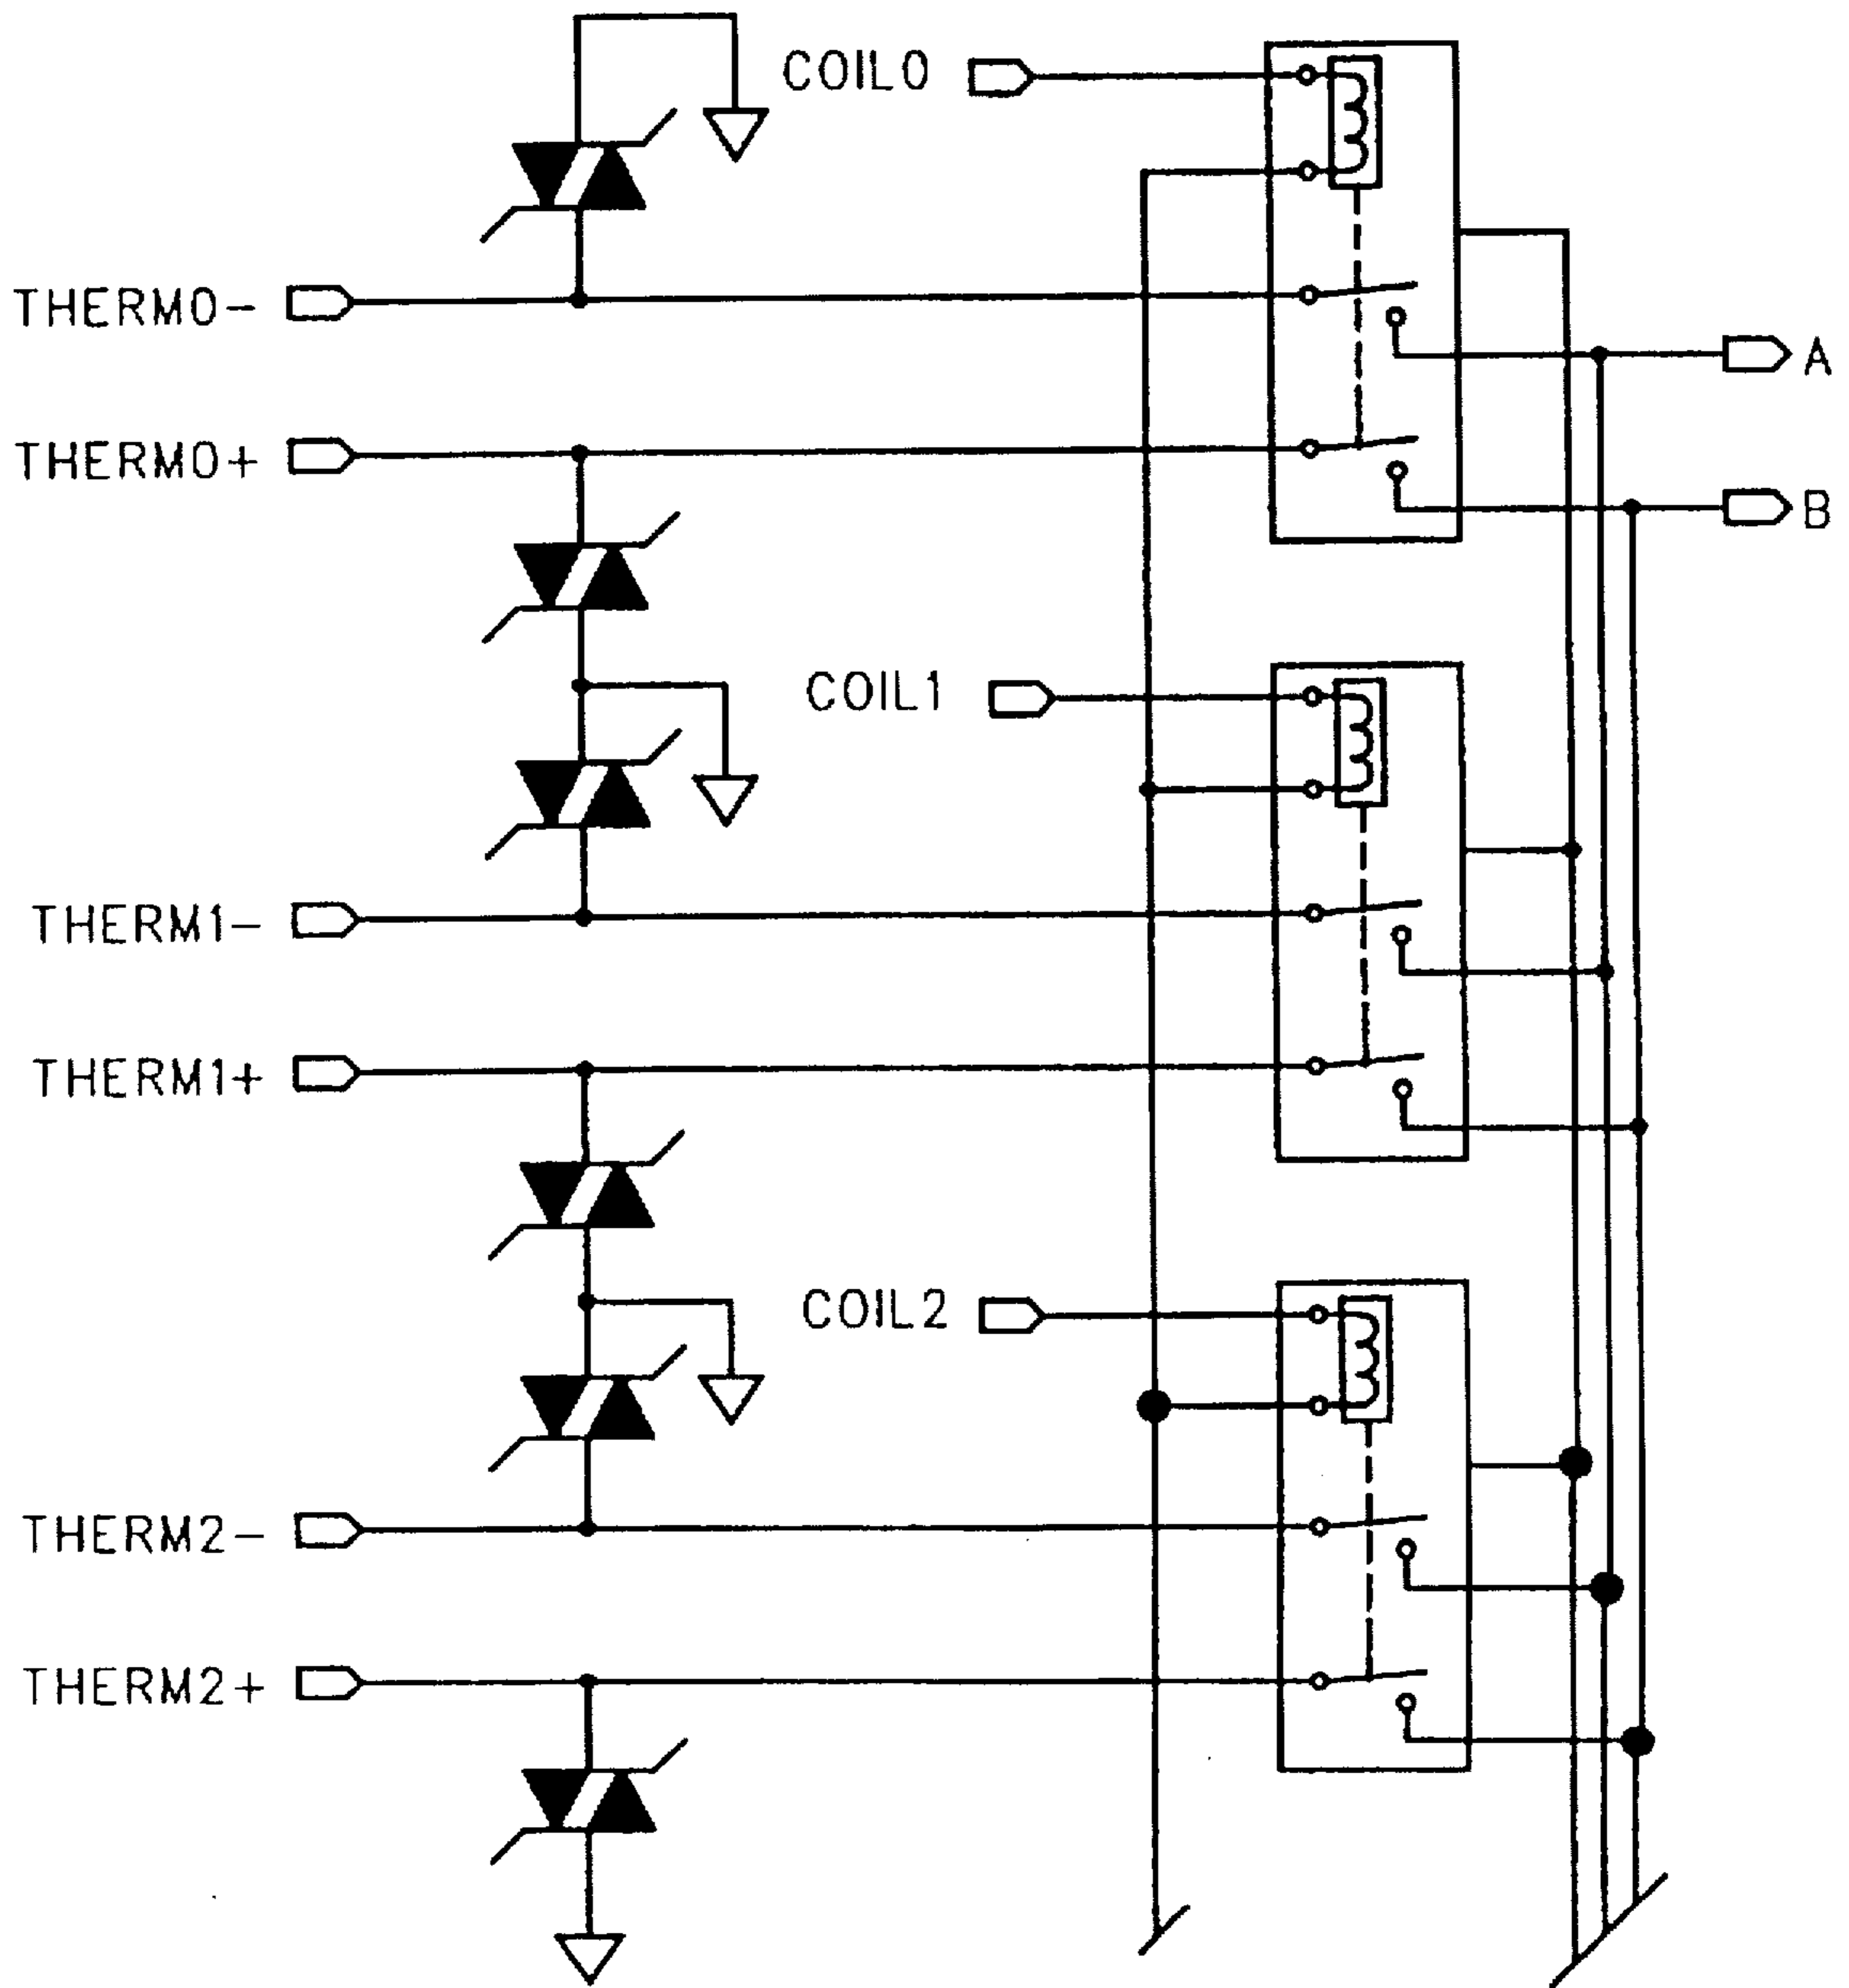 COIL0
THERM0-
A
THERM0+
B
COIL1
THERM1-
THERM1+
COIL2
THERM2-
THERM2+